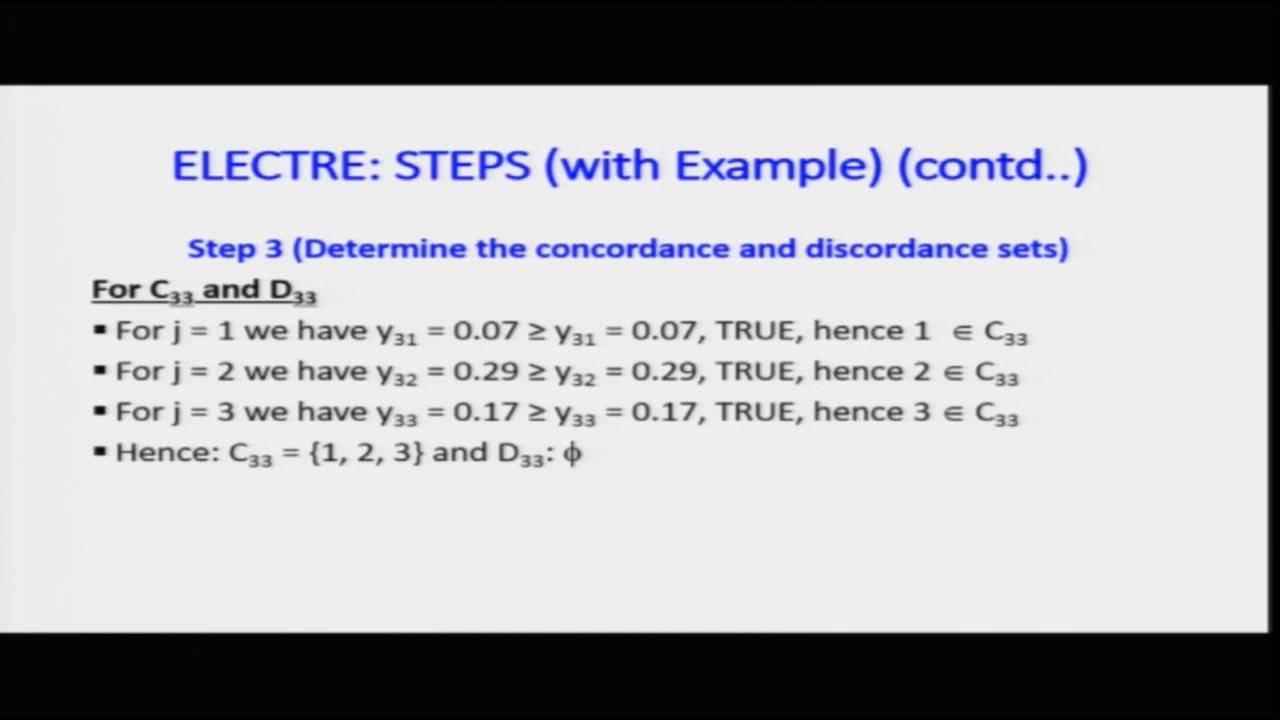 ELECTRE: STEPS (with Example) (contd..)
Step 3 (Determine the concordance and discordance sets)
For C₃₃ and D₃₃
▪ For j = 1 we have y₃₁ = 0.07 ≥ y₃₁ = 0.07, TRUE, hence 1 ∈ C₃₃
▪ For j = 2 we have y₃₂ = 0.29 ≥ y₃₂ = 0.29, TRUE, hence 2 ∈ C₃₃
▪ For j = 3 we have y₃₃ = 0.17 ≥ y₃₃ = 0.17, TRUE, hence 3 ∈ C₃₃
▪ Hence: C₃₃ = {1, 2, 3} and D₃₃: ϕ